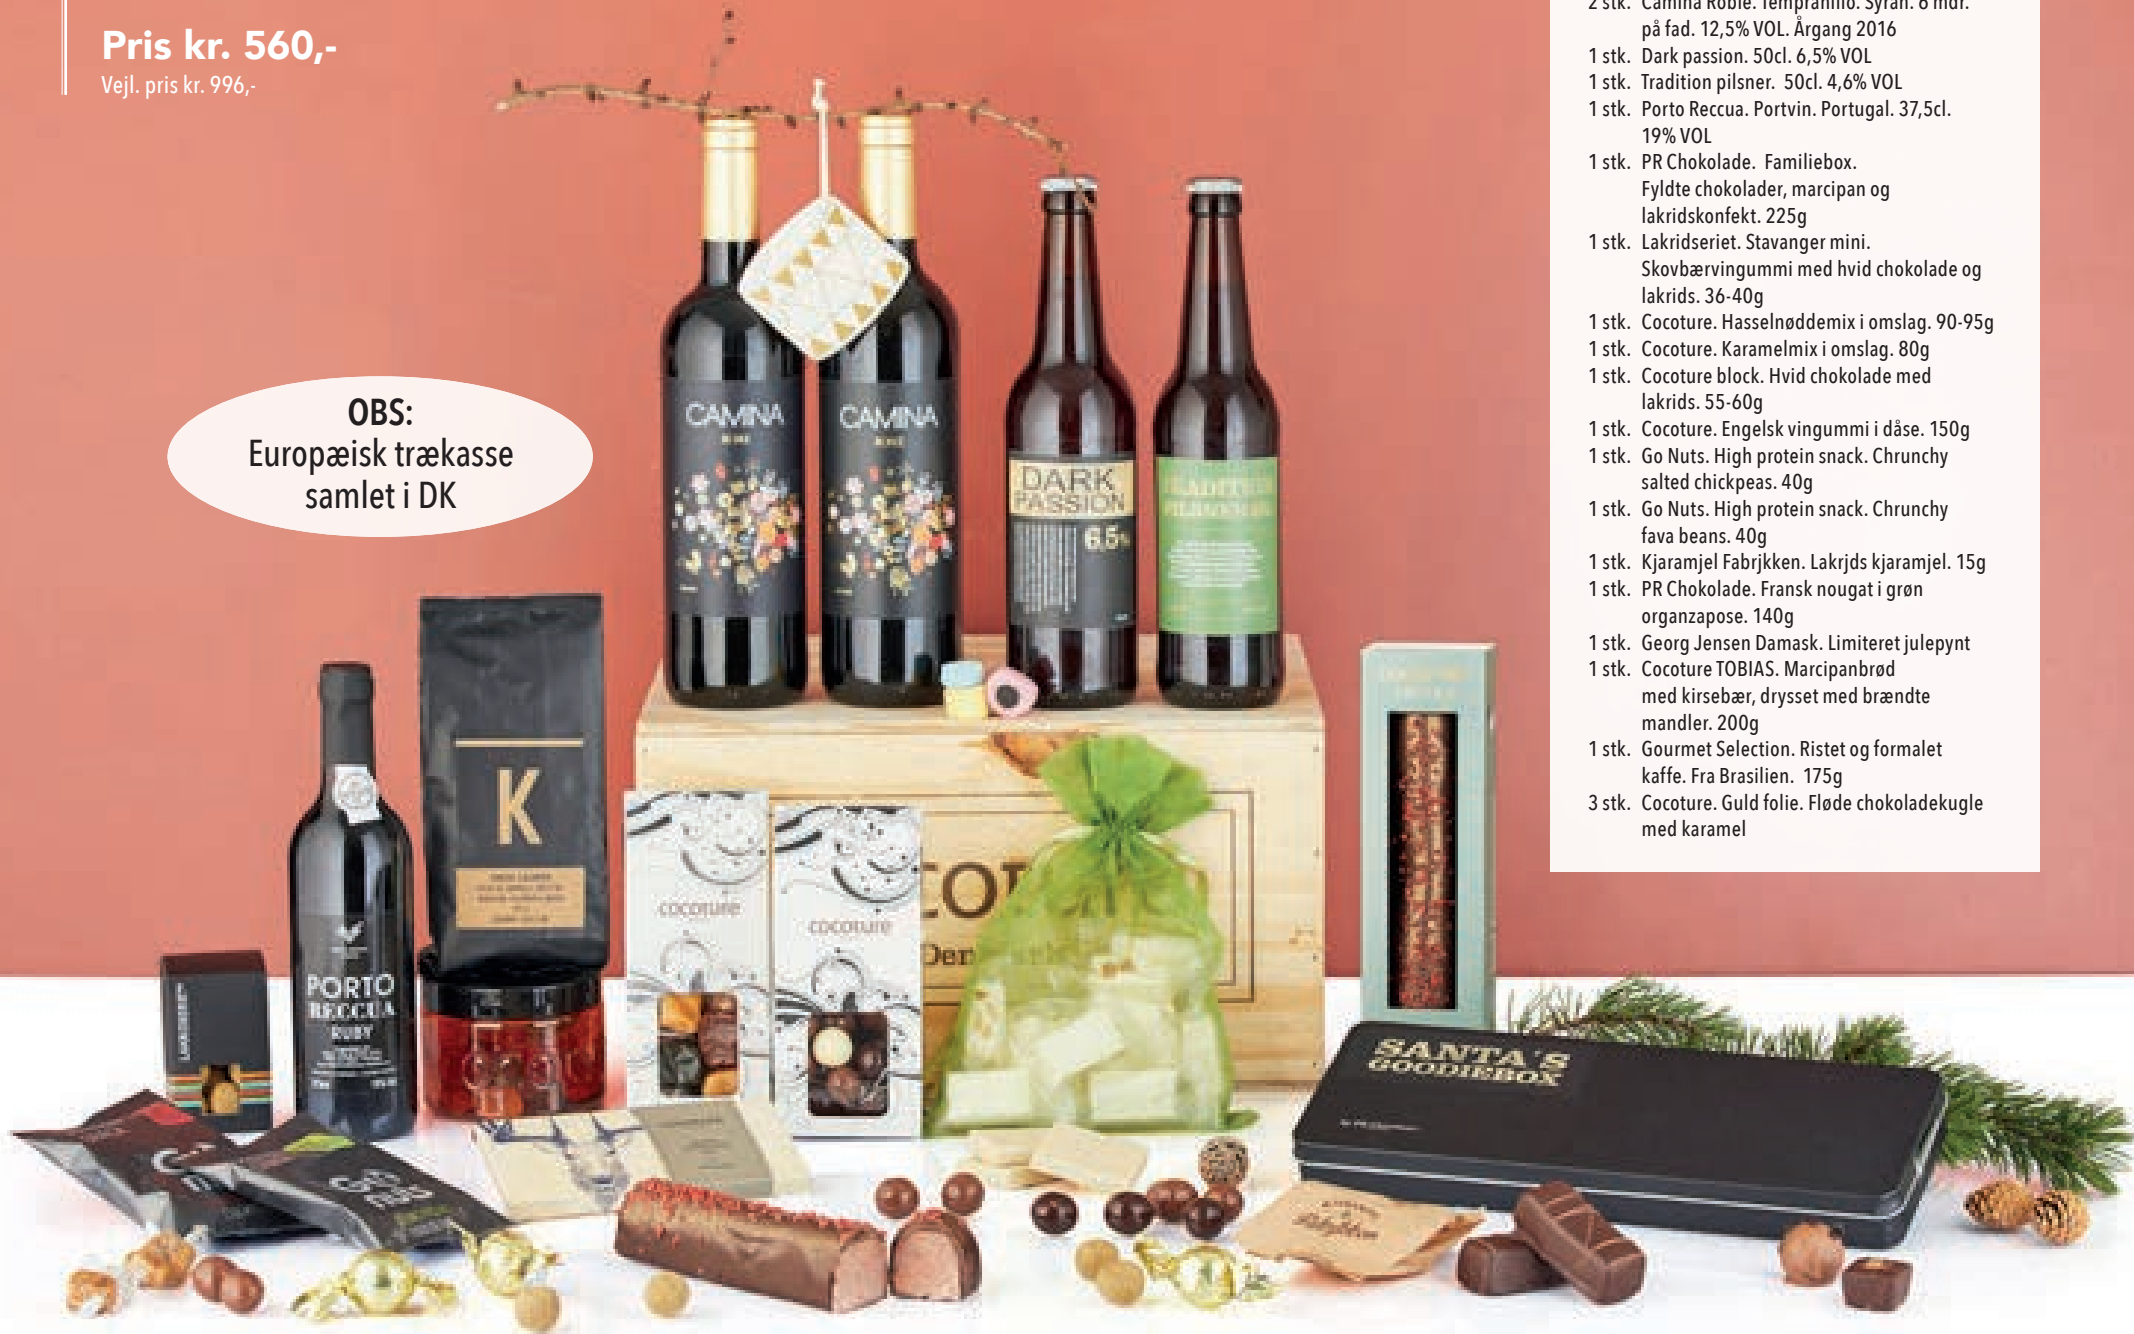 Pris kr. 560,-
Vejl. pris kr. 996,-
OBS:
Europæisk trækasse
samlet i DK
2 stk. Camina Roble. Tempranillo. Syrah. 6 mdr.
på fad. 12,5% VOL. Årgang 2016
1 stk. Dark passion. 50cl. 6,5% VOL
1 stk. Tradition pilsner. 50cl. 4,6% VOL
1 stk. Porto Reccua. Portvin. Portugal. 37,5cl.
19% VOL
1 stk. PR Chokolade. Familiebox.
Fyldte chokolader, marcipan og
lakridskonfekt. 225g
1 stk. Lakridseriet. Stavanger mini.
Skovbærvingummi med hvid chokolade og
lakrids. 36-40g
1 stk. Cocoture. Hasselnøddemix i omslag. 90-95g
1 stk. Cocoture. Karamelmix i omslag. 80g
1 stk. Cocoture block. Hvid chokolade med
lakrids. 55-60g
1 stk. Cocoture. Engelsk vingummi i dåse. 150g
1 stk. Go Nuts. High protein snack. Chrunchy
salted chickpeas. 40g
1 stk. Go Nuts. High protein snack. Chrunchy
fava beans. 40g
1 stk. Kjaramjel Fabrjkken. Lakrjds kjaramjel. 15g
1 stk. PR Chokolade. Fransk nougat i grøn
organzapose. 140g
1 stk. Georg Jensen Damask. Limiteret julepynt
1 stk. Cocoture TOBIAS. Marcipanbrød
med kirsebær, drysset med brændte
mandler. 200g
1 stk. Gourmet Selection. Ristet og formalet
kaffe. Fra Brasilien. 175g
3 stk. Cocoture. Guld folie. Fløde chokoladekugle
med karamel
CAMINA
CAMINA
DARK
PASSION
6,5%
K
PORTO
RECCUA
RUBY
cocoture
cocoture
SANTA'S
GOODIEBOX